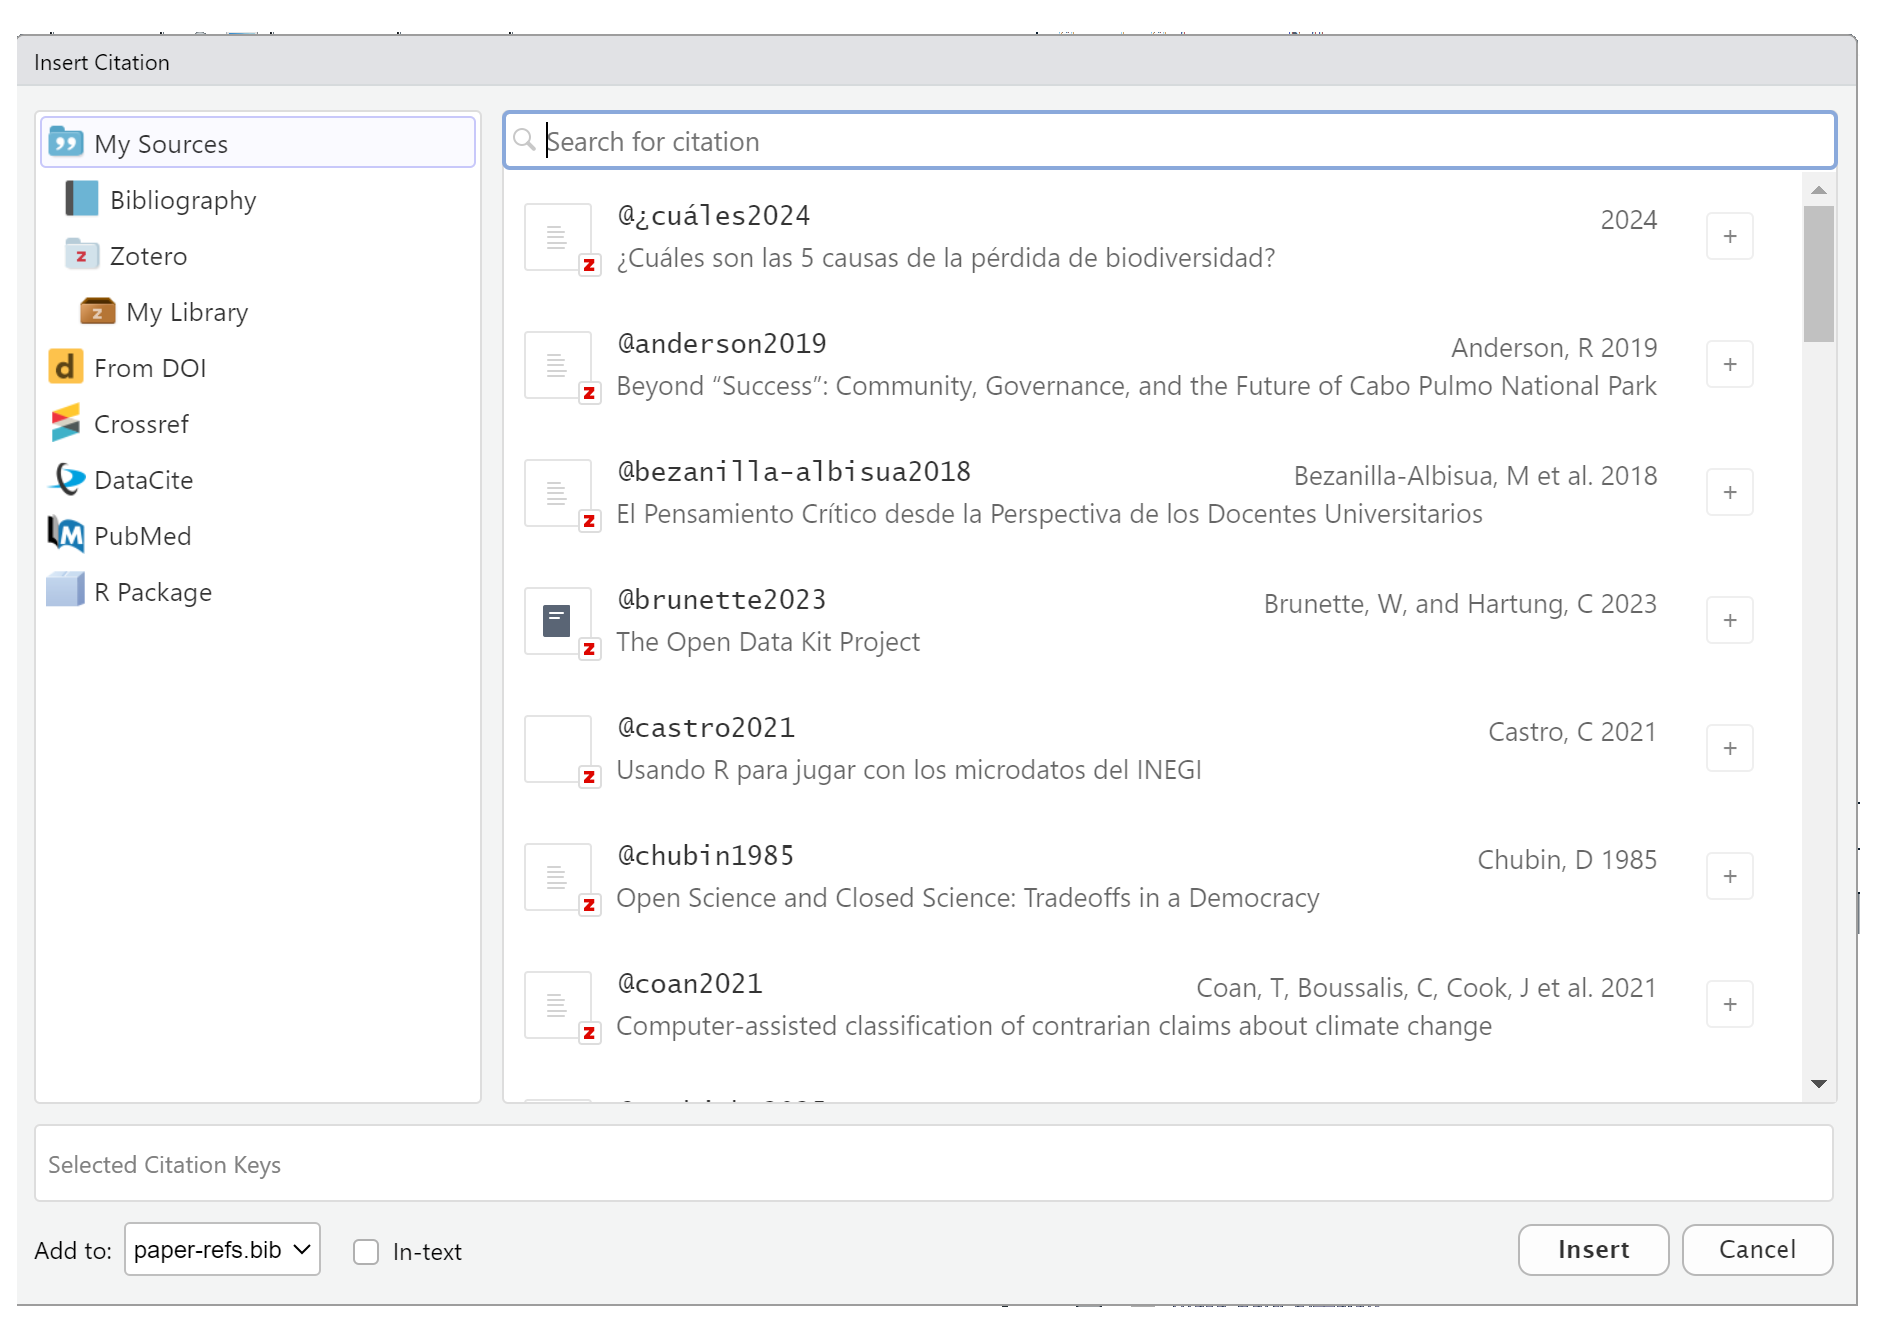 Insert Citation
My Sources
Bibliography
Zotero
My Library
From DOI
Crossref
DataCite
PubMed
R Package
Search for citation
@¿cuáles2024
2024
¿Cuáles son las 5 causas de la pérdida de biodiversidad?
@anderson2019
Anderson, R 2019
Beyond “Success”: Community, Governance, and the Future of Cabo Pulmo National Park
@bezanilla-albisua2018
Bezanilla-Albisua, M et al. 2018
El Pensamiento Crítico desde la Perspectiva de los Docentes Universitarios
@brunette2023
Brunette, W, and Hartung, C 2023
The Open Data Kit Project
@castro2021
Castro, C 2021
Usando R para jugar con los microdatos del INEGI
@chubin1985
Chubin, D 1985
Open Science and Closed Science: Tradeoffs in a Democracy
@coan2021
Coan, T, Boussalis, C, Cook, J et al. 2021
Computer-assisted classification of contrarian claims about climate change
Selected Citation Keys
Add to: paper-refs.bib In-text
Insert Cancel